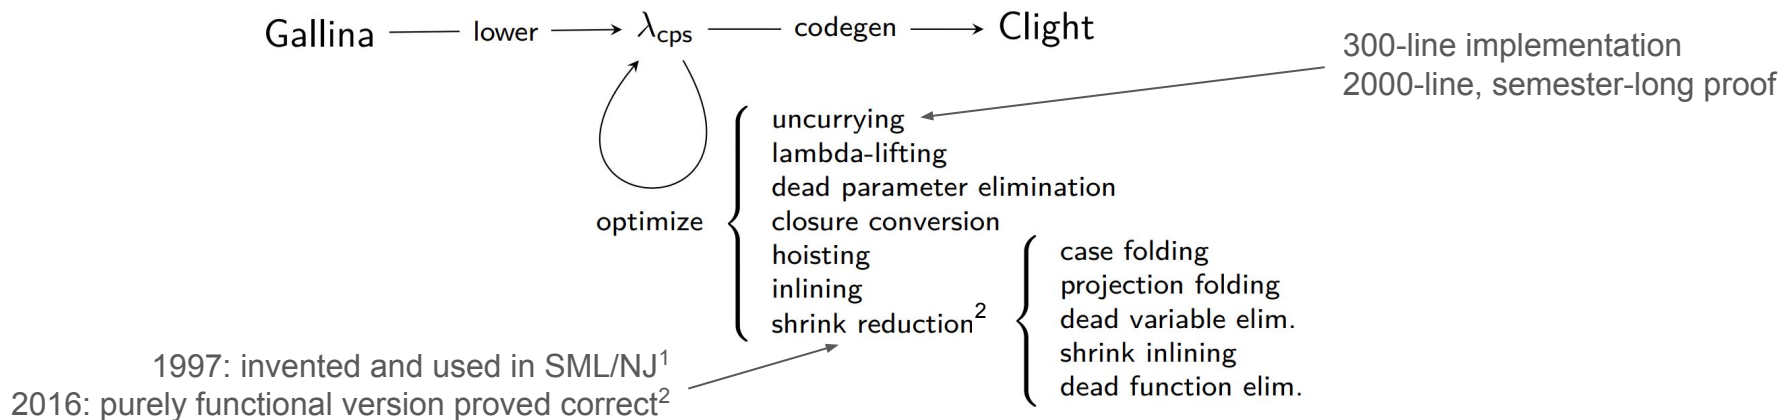 Gallina lower λcps codegen Clight
300-line implementation
2000-line, semester-long proof
uncurrying
lambda-lifting
dead parameter elimination
optimize
closure conversion
hoisting
inlining
shrink reduction²
case folding
projection folding
dead variable elim.
shrink inlining
dead function elim.
1997: invented and used in SML/NJ¹
2016: purely functional version proved correct²